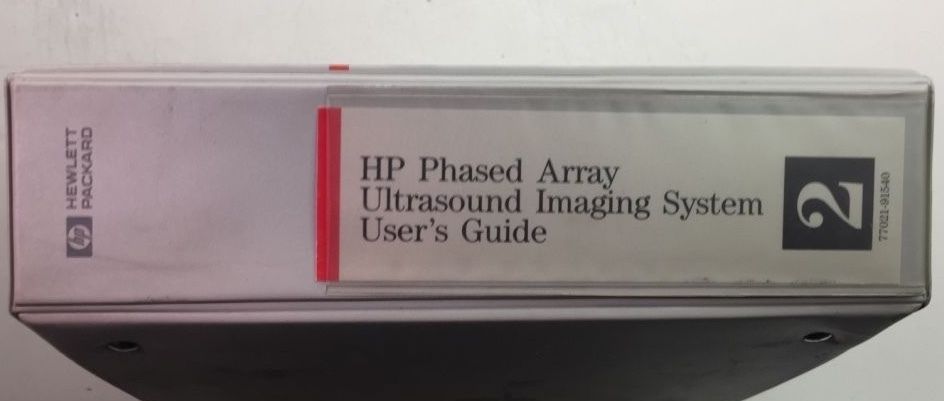 hp HEWLETT
PACKARD
HP Phased Array
Ultrasound Imaging System
User's Guide
2
77021-91540